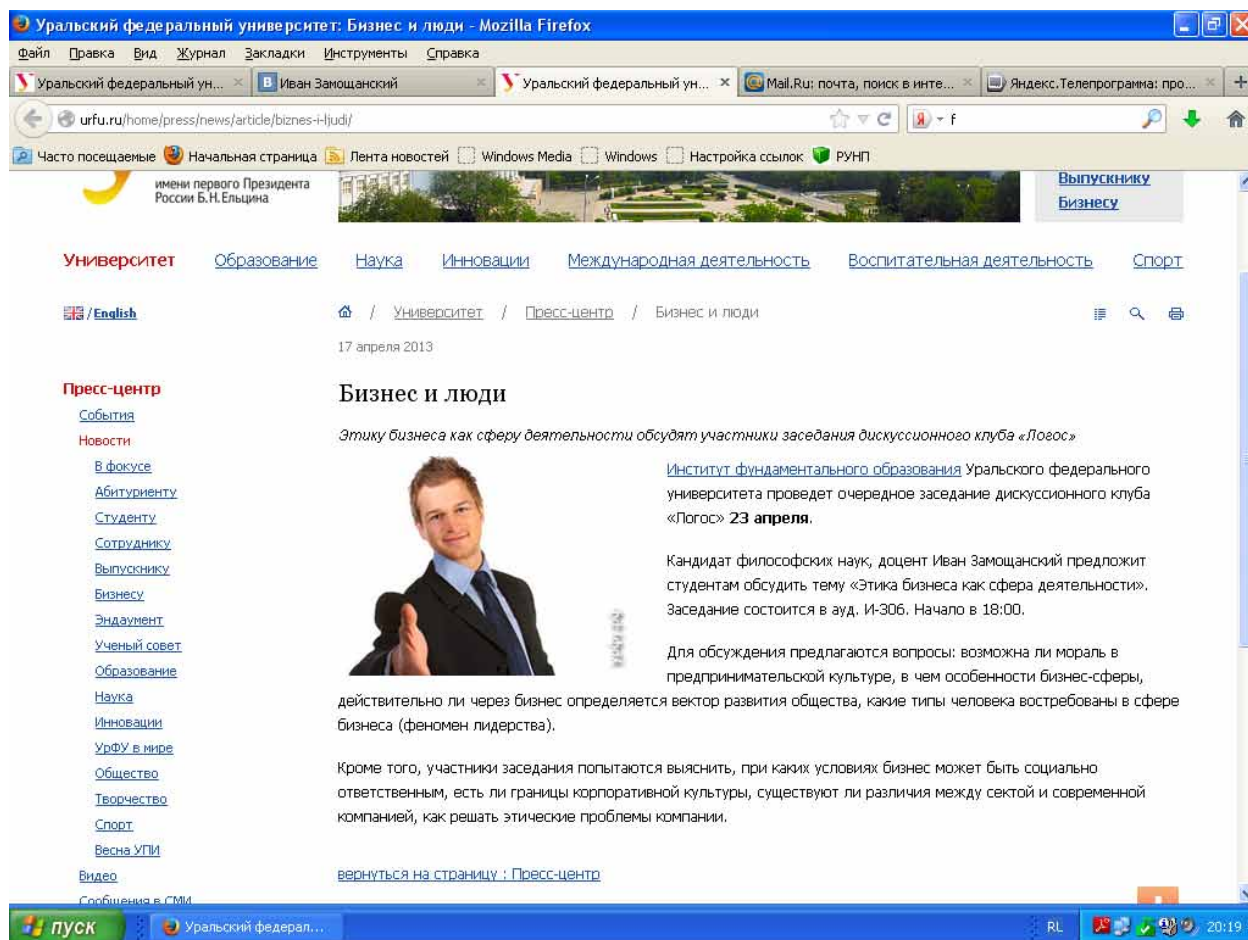 Уральский федеральный университет: Бизнес и люди - Mozilla Firefox
Файл Правка Вид Журнал Закладки Инструменты Справка
Уральский федеральный ун... Иван Замощанский Уральский федеральный ун... Mail.Ru: почта, поиск в инте... Яндекс.Телепрограмма: про...
urfu.ru/home/press/news/article/biznes-i-ljudi/ f
Часто посещаемые Начальная страница Лента новостей Windows Media Windows Настройка ссылок РУНП
имени первого Президента
России Б.Н.Ельцина
Выпускнику
Бизнесу
Университет Образование Наука Инновации Международная деятельность Воспитательная деятельность Спорт
/ English
/ Университет / Пресс-центр / Бизнес и люди
17 апреля 2013
Пресс-центр
События
Новости
В фокусе
Абитуриенту
Студенту
Сотруднику
Выпускнику
Бизнесу
Эндаумент
Ученый совет
Образование
Наука
Инновации
УрФУ в мире
Общество
Творчество
Спорт
Весна УПИ
Видео
Сообщения в СМИ
Бизнес и люди
Этику бизнеса как сферу деятельности обсудят участники заседания дискуссионного клуба «Логос»
Институт фундаментального образования Уральского федерального
университета проведет очередное заседание дискуссионного клуба
«Логос» 23 апреля.
Кандидат философских наук, доцент Иван Замощанский предложит
студентам обсудить тему «Этика бизнеса как сфера деятельности».
Заседание состоится в ауд. И-306. Начало в 18:00.
Для обсуждения предлагаются вопросы: возможна ли мораль в
предпринимательской культуре, в чем особенности бизнес-сферы,
действительно ли через бизнес определяется вектор развития общества, какие типы человека востребованы в сфере
бизнеса (феномен лидерства).
Кроме того, участники заседания попытаются выяснить, при каких условиях бизнес может быть социально
ответственным, есть ли границы корпоративной культуры, существуют ли различия между сектой и современной
компанией, как решать этические проблемы компании.
вернуться на страницу : Пресс-центр
пуск Уральский федерал... RL 20:19